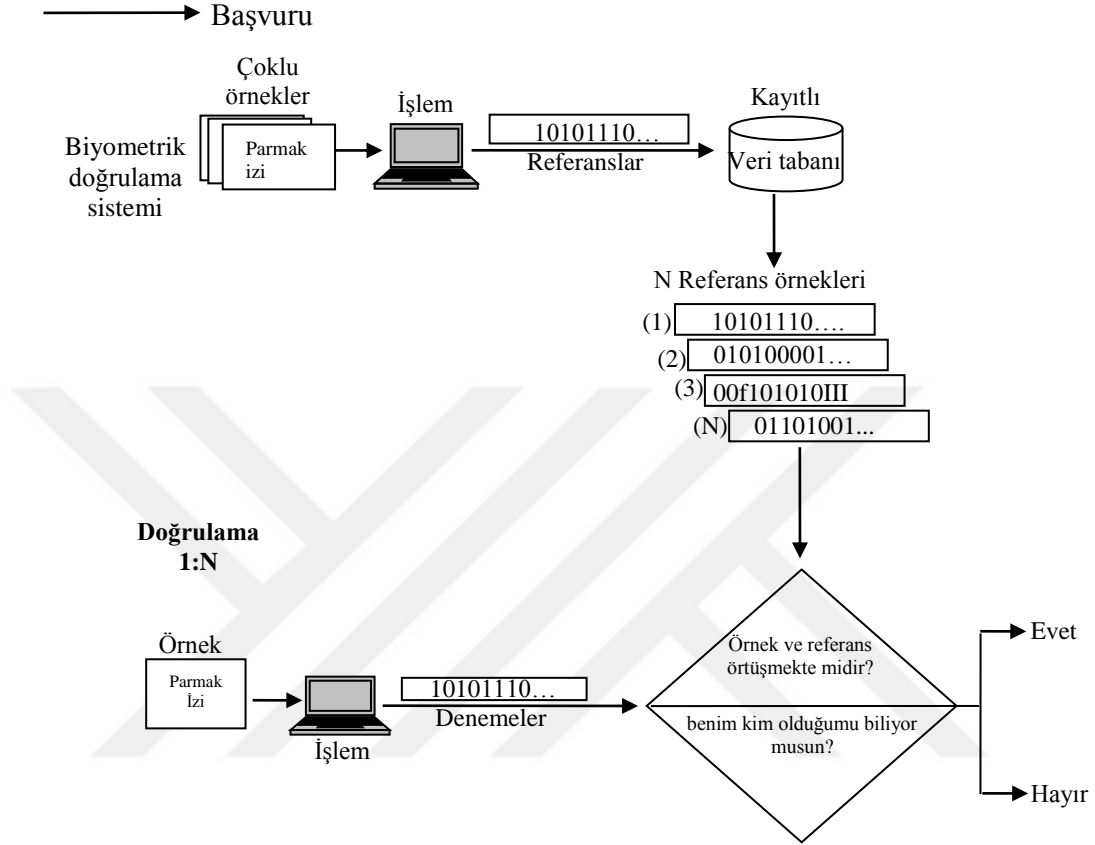 Başvuru
Çoklu
örnekler
İşlem
Kayıtlı
Biyometrik
doğrulama
sistemi
Parmak
izi
10101110…
Referanslar
Veri tabanı
N Referans örnekleri
(1) 10101110….
(2) 010100001…
(3) 00f101010III
(N) 01101001...
Doğrulama
1:N
Örnek
Parmak
İzi
İşlem
10101110…
Denemeler
Örnek ve referans
örtüşmekte midir?
benim kim olduğumu biliyor
musun?
Evet
Hayır